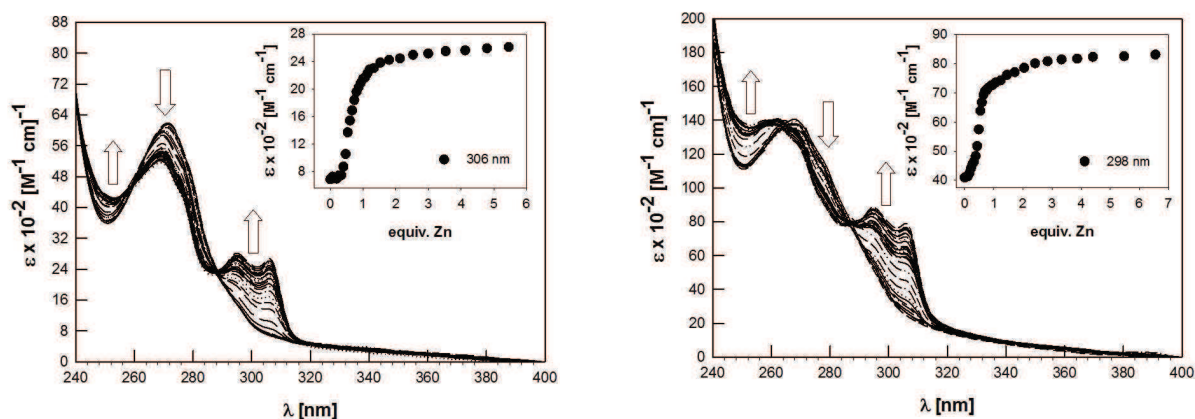 ε x 10⁻² [M⁻¹ cm]⁻¹
88
80
72
64
56
48
40
32
24
16
8
0
240 260 280 300 320 340 360 380 400
λ [nm]
ε x 10⁻² [M⁻¹ cm⁻¹]
28
24
20
16
12
8
306 nm
0 1 2 3 4 5 6
equiv. Zn
ε x 10⁻² [M⁻¹ cm]⁻¹
200
180
160
140
120
100
80
60
40
20
0
240 260 280 300 320 340 360 380 400
λ [nm]
ε x 10⁻² [M⁻¹ cm⁻¹]
90
80
70
60
50
40
298 nm
0 1 2 3 4 5 6 7
equiv. Zn